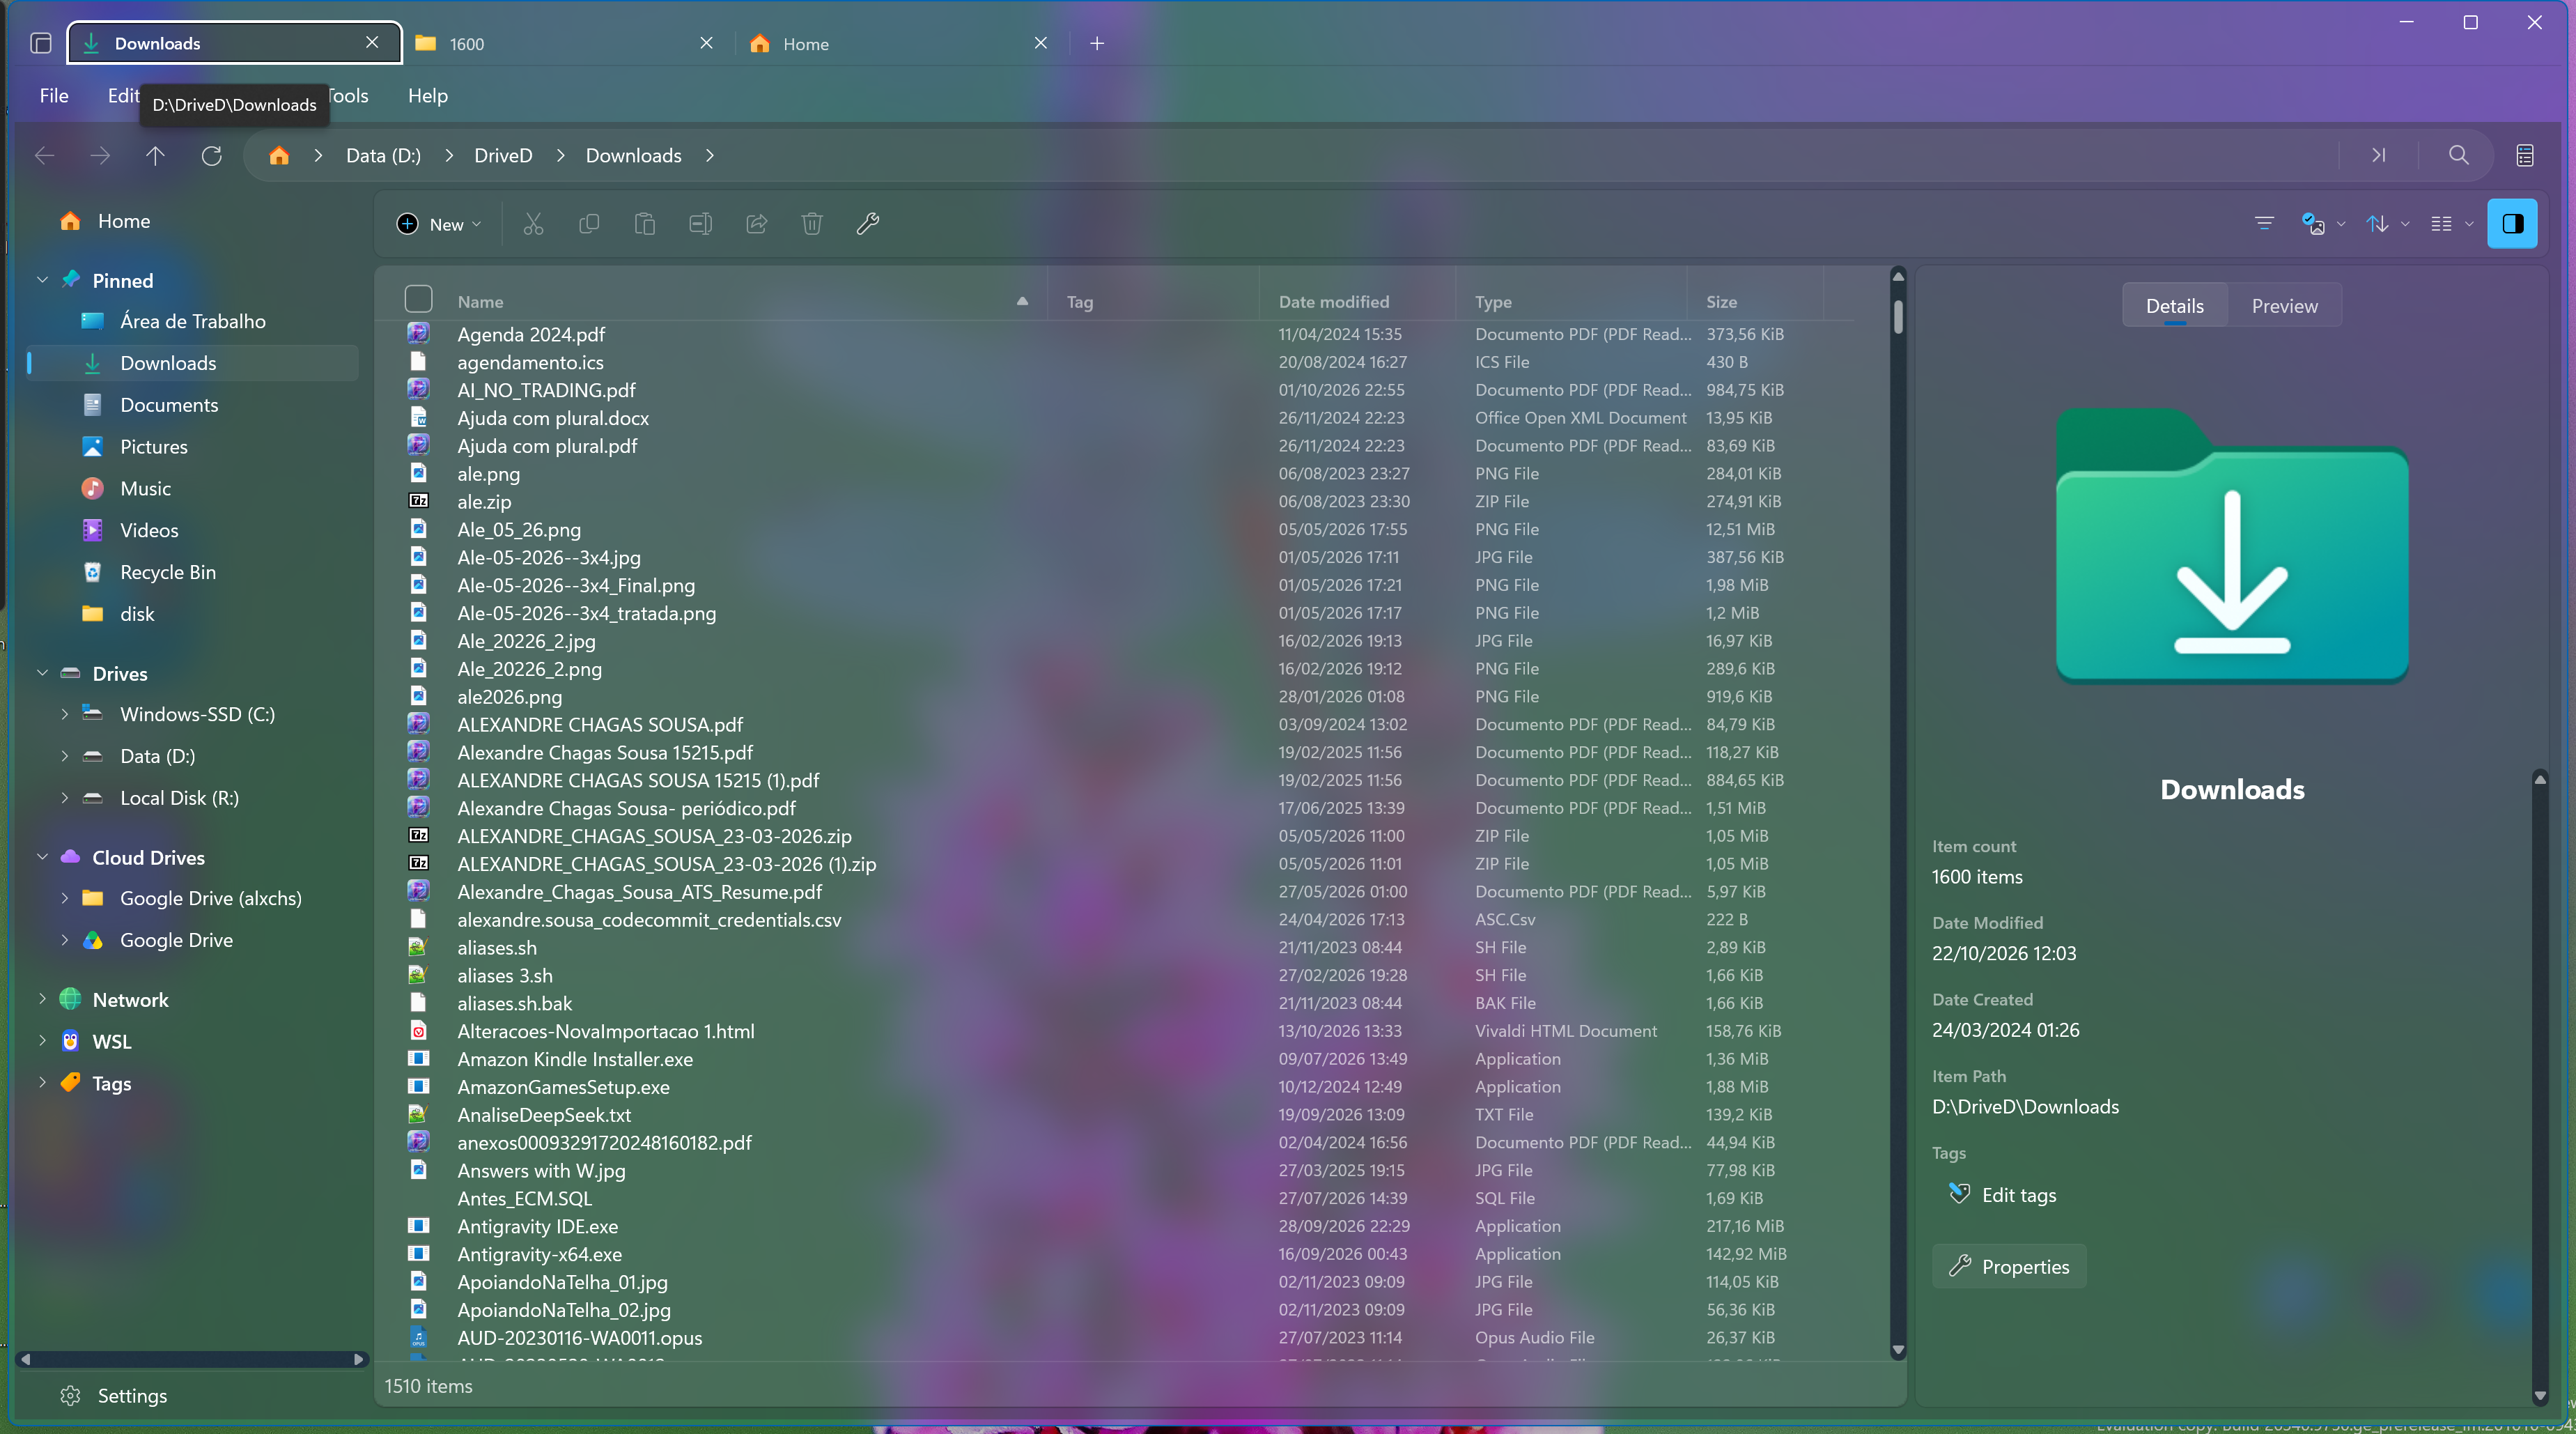 Downloads
1600
Home
File
Edit
Tools
Help
D:\DriveD\Downloads
Data (D:)
DriveD
Downloads
Home
Pinned
Área de Trabalho
Downloads
Documents
Pictures
Music
Videos
Recycle Bin
disk
Drives
Windows-SSD (C:)
Data (D:)
Local Disk (R:)
Cloud Drives
Google Drive (alxchs)
Google Drive
Network
WSL
Tags
Settings
New
Name Tag Date modified Type Size
Agenda 2024.pdf 11/04/2024 15:35 Documento PDF (PDF Read... 373,56 KiB
agendamento.ics 20/08/2024 16:27 ICS File 430 B
AI_NO_TRADING.pdf 01/10/2026 22:55 Documento PDF (PDF Read... 984,75 KiB
Ajuda com plural.docx 26/11/2024 22:23 Office Open XML Document 13,95 KiB
Ajuda com plural.pdf 26/11/2024 22:23 Documento PDF (PDF Read... 83,69 KiB
ale.png 06/08/2023 23:27 PNG File 284,01 KiB
ale.zip 06/08/2023 23:30 ZIP File 274,91 KiB
Ale_05_26.png 05/05/2026 17:55 PNG File 12,51 MiB
Ale-05-2026--3x4.jpg 01/05/2026 17:11 JPG File 387,56 KiB
Ale-05-2026--3x4_Final.png 01/05/2026 17:21 PNG File 1,98 MiB
Ale-05-2026--3x4_tratada.png 01/05/2026 17:17 PNG File 1,2 MiB
Ale_20226_2.jpg 16/02/2026 19:13 JPG File 16,97 KiB
Ale_20226_2.png 16/02/2026 19:12 PNG File 289,6 KiB
ale2026.png 28/01/2026 01:08 PNG File 919,6 KiB
ALEXANDRE CHAGAS SOUSA.pdf 03/09/2024 13:02 Documento PDF (PDF Read... 84,79 KiB
Alexandre Chagas Sousa 15215.pdf 19/02/2025 11:56 Documento PDF (PDF Read... 118,27 KiB
ALEXANDRE CHAGAS SOUSA 15215 (1).pdf 19/02/2025 11:56 Documento PDF (PDF Read... 884,65 KiB
Alexandre Chagas Sousa- periódico.pdf 17/06/2025 13:39 Documento PDF (PDF Read... 1,51 MiB
ALEXANDRE_CHAGAS_SOUSA_23-03-2026.zip 05/05/2026 11:00 ZIP File 1,05 MiB
ALEXANDRE_CHAGAS_SOUSA_23-03-2026 (1).zip 05/05/2026 11:01 ZIP File 1,05 MiB
Alexandre_Chagas_Sousa_ATS_Resume.pdf 27/05/2026 01:00 Documento PDF (PDF Read... 5,97 KiB
alexandre.sousa_codecommit_credentials.csv 24/04/2026 17:13 ASC.Csv 222 B
aliases.sh 21/11/2023 08:44 SH File 2,89 KiB
aliases 3.sh 27/02/2026 19:28 SH File 1,66 KiB
aliases.sh.bak 21/11/2023 08:44 BAK File 1,66 KiB
Alteracoes-NovaImportacao 1.html 13/10/2026 13:33 Vivaldi HTML Document 158,76 KiB
Amazon Kindle Installer.exe 09/07/2026 13:49 Application 1,36 MiB
AmazonGamesSetup.exe 10/12/2024 12:49 Application 1,88 MiB
AnaliseDeepSeek.txt 19/09/2026 13:09 TXT File 139,2 KiB
anexos00093291720248160182.pdf 02/04/2024 16:56 Documento PDF (PDF Read... 44,94 KiB
Answers with W.jpg 27/03/2025 19:15 JPG File 77,98 KiB
Antes_ECM.SQL 27/07/2026 14:39 SQL File 1,69 KiB
Antigravity IDE.exe 28/09/2026 22:29 Application 217,16 MiB
Antigravity-x64.exe 16/09/2026 00:43 Application 142,92 MiB
ApoiandoNaTelha_01.jpg 02/11/2023 09:09 JPG File 114,05 KiB
ApoiandoNaTelha_02.jpg 02/11/2023 09:09 JPG File 56,36 KiB
AUD-20230116-WA0011.opus 27/07/2023 11:14 Opus Audio File 26,37 KiB
1510 items
Details
Preview
Downloads
Item count
1600 items
Date Modified
22/10/2026 12:03
Date Created
24/03/2024 01:26
Item Path
D:\DriveD\Downloads
Tags
Edit tags
Properties